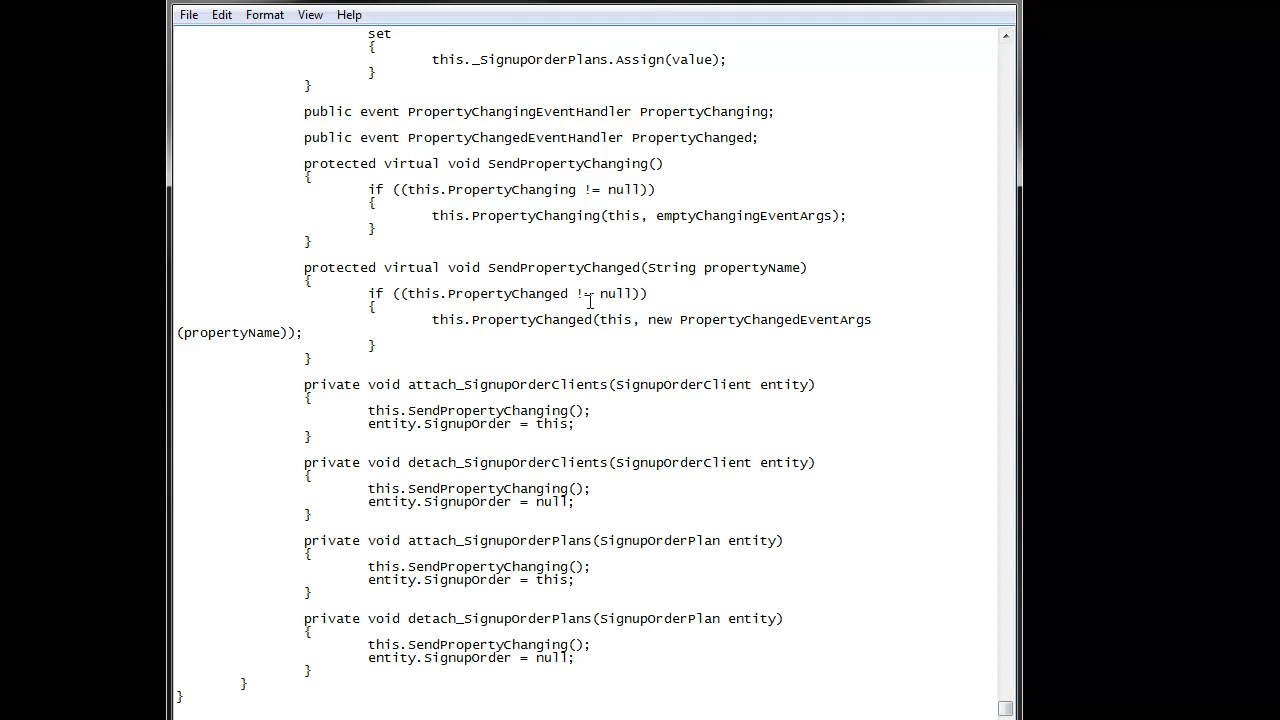 File Edit Format View Help
set
{
this._SignupOrderPlans.Assign(value);
}
}
public event PropertyChangingEventHandler PropertyChanging;
public event PropertyChangedEventHandler PropertyChanged;
protected virtual void SendPropertyChanging()
{
if ((this.PropertyChanging != null))
{
this.PropertyChanging(this, emptyChangingEventArgs);
}
}
protected virtual void SendPropertyChanged(String propertyName)
{
if ((this.PropertyChanged != null))
{
this.PropertyChanged(this, new PropertyChangedEventArgs
(propertyName));
}
}
private void attach_SignupOrderClients(SignupOrderClient entity)
{
this.SendPropertyChanging();
entity.SignupOrder = this;
}
private void detach_SignupOrderClients(SignupOrderClient entity)
{
this.SendPropertyChanging();
entity.SignupOrder = null;
}
private void attach_SignupOrderPlans(SignupOrderPlan entity)
{
this.SendPropertyChanging();
entity.SignupOrder = this;
}
private void detach_SignupOrderPlans(SignupOrderPlan entity)
{
this.SendPropertyChanging();
entity.SignupOrder = null;
}
}
}